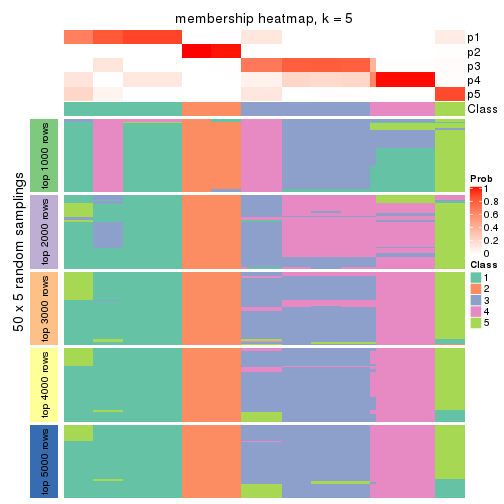 membership heatmap, k = 5
p1
p2
p3
p4
p5
Class
50 x 5 random samplings
top 1000 rows
top 2000 rows
top 3000 rows
top 4000 rows
top 5000 rows
Prob
1
0.8
0.6
0.4
0.2
0
Class
1
2
3
4
5